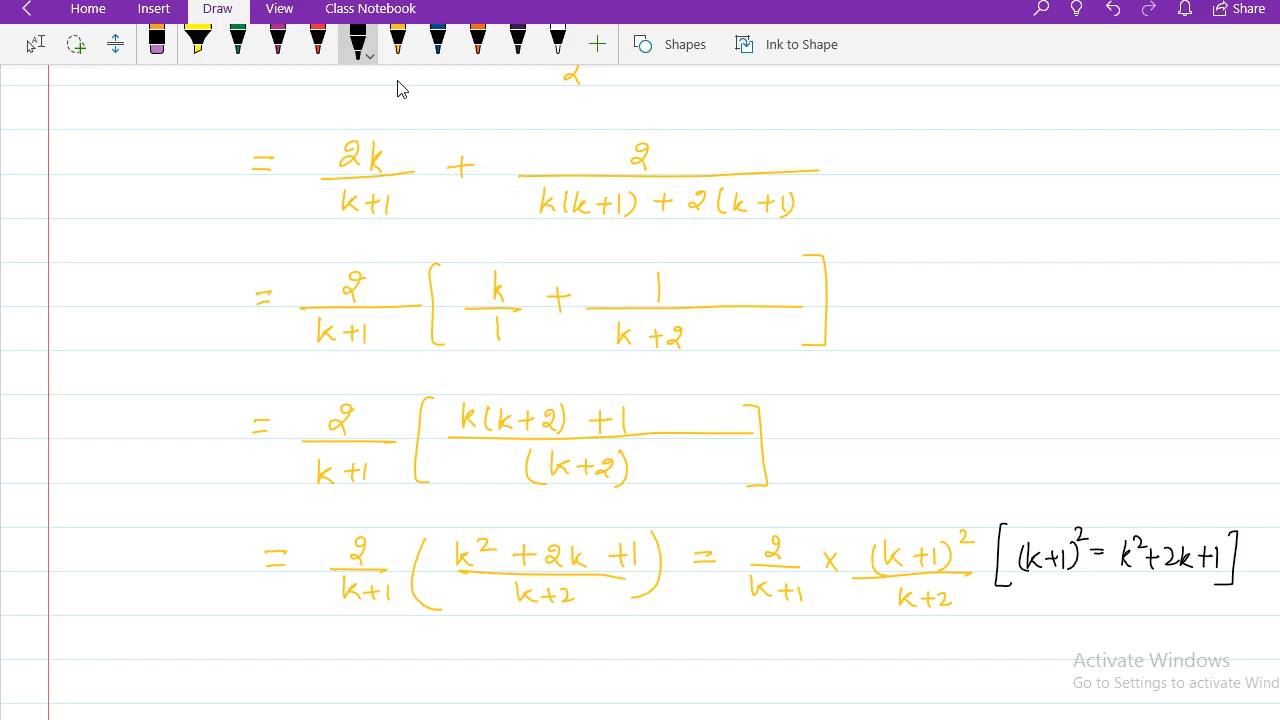 Home Insert Draw View Class Notebook Share
Shapes Ink to Shape
2
= 2k/(k+1) + 2/(k(k+1) + 2(k+1))
= 2/(k+1) [ k/1 + 1/(k+2) ]
= 2/(k+1) [ (k(k+2) + 1)/(k+2) ]
= 2/(k+1) ( (k² + 2k + 1)/(k+2) ) = 2/(k+1) × (k+1)²/(k+2) [(k+1)² = k² + 2k + 1]
Activate Windows
Go to Settings to activate Wind